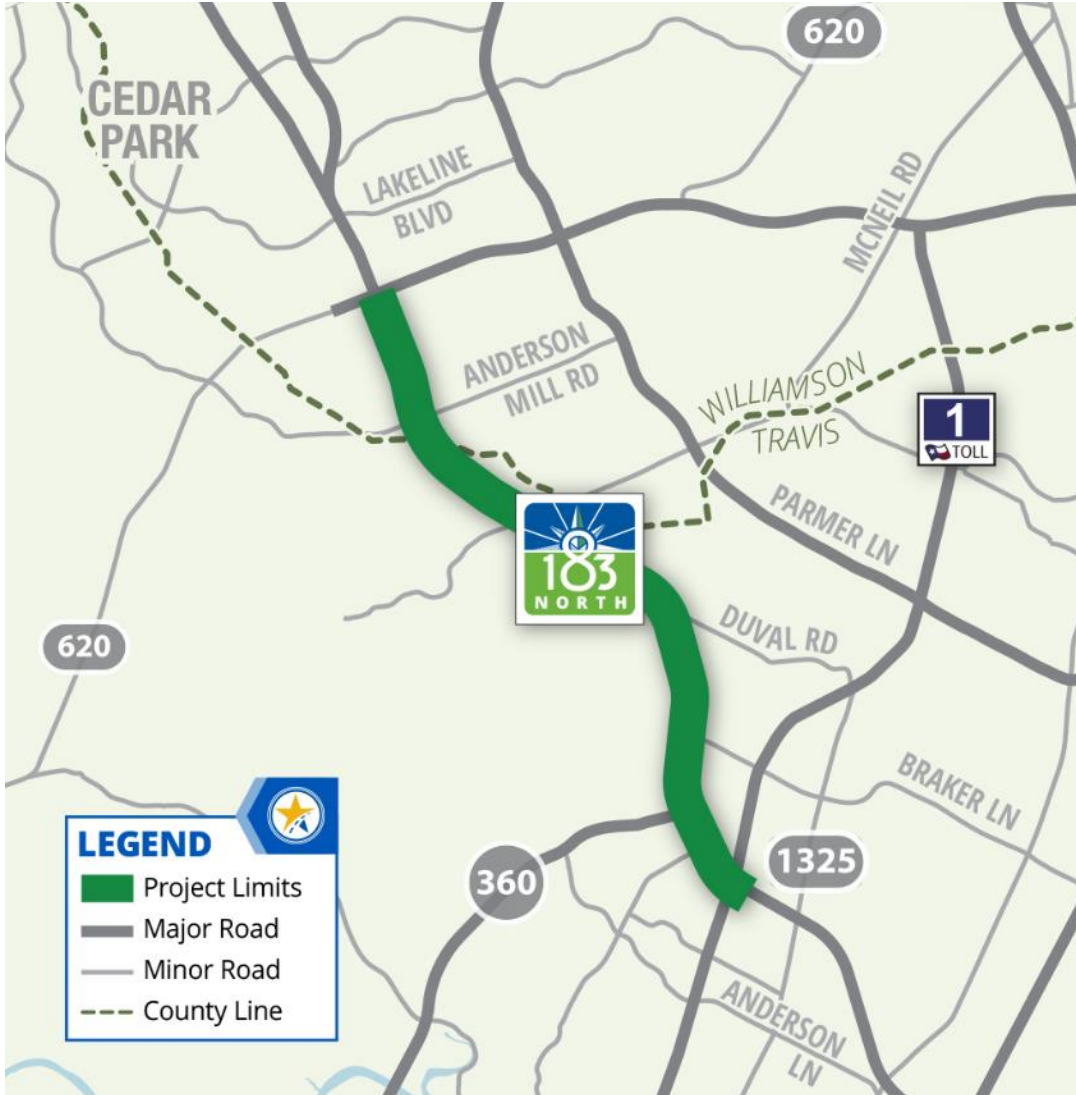 620
CEDAR
PARK
LAKELINE
BLVD
MCNEIL RD
ANDERSON
MILL RD
WILLIAMSON
TRAVIS
1
TOLL
183
NORTH
PARMER LN
DUVAL RD
620
BRAKER LN
1325
360
ANDERSON
LN
LEGEND
Project Limits
Major Road
Minor Road
County Line